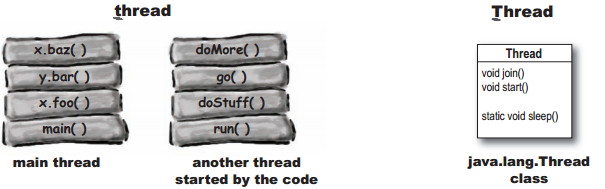 thread
x.baz( )
y.bar( )
x.foo( )
main( )
main thread
doMore( )
go( )
doStuff( )
run( )
another thread
started by the code
Thread
Thread
void join()
void start()
static void sleep()
java.lang.Thread
class